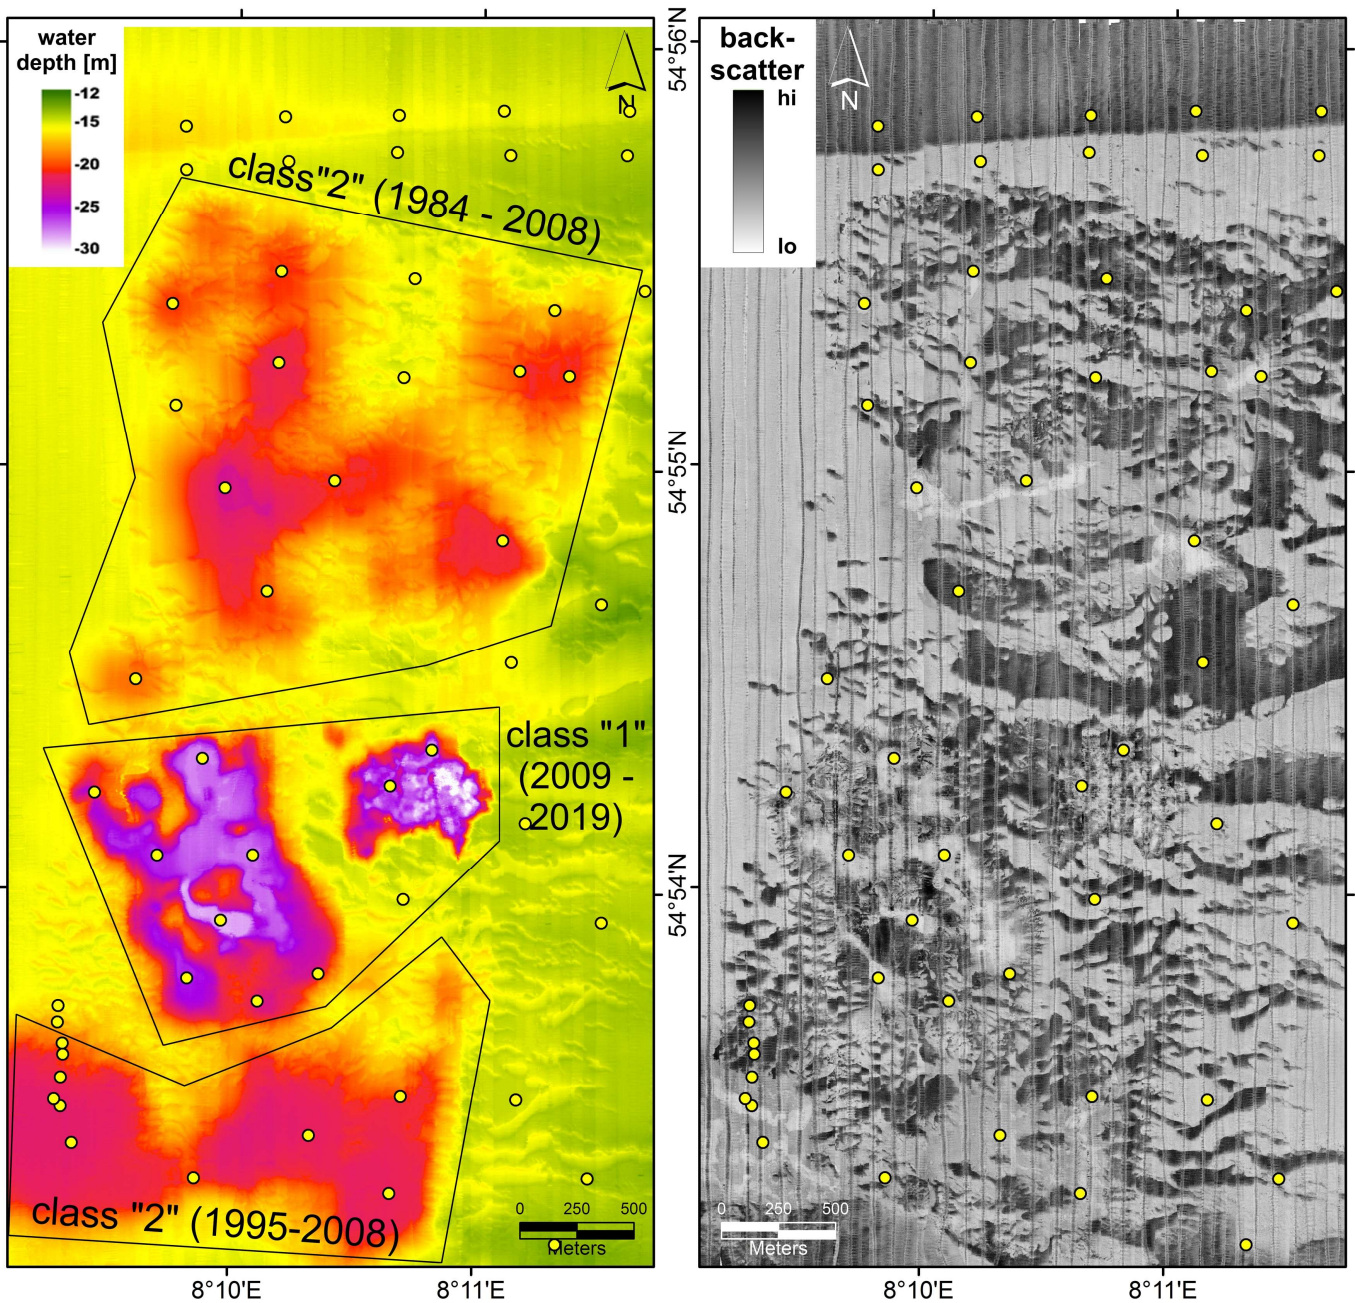 water
depth [m]
-12
-15
-20
-25
-30
N
class"2" (1984 - 2008)
class "1"
(2009 -
2019)
class "2" (1995-2008)
0 250 500
Meters
8°10'E
8°11'E
54°56'N
54°55'N
54°54'N
back-
scatter
hi
lo
N
0 250 500
Meters
8°10'E
8°11'E